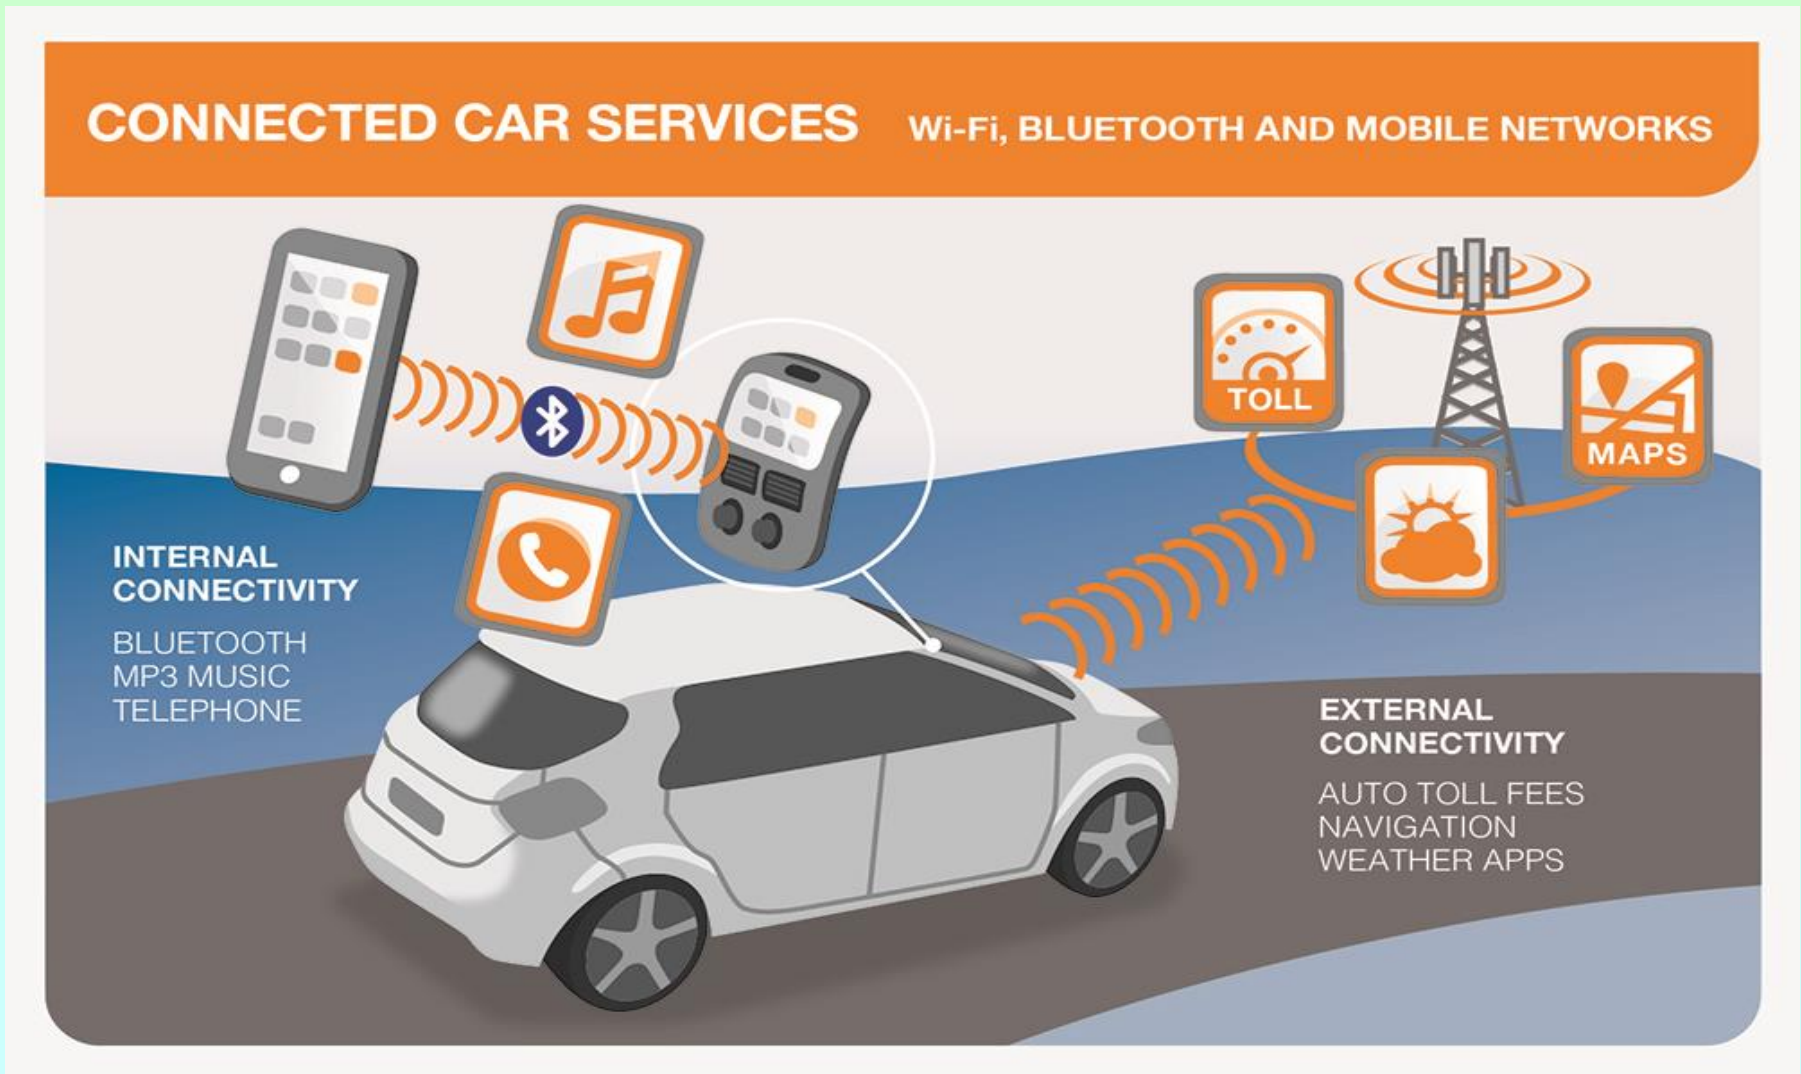 CONNECTED CAR SERVICES Wi-Fi, BLUETOOTH AND MOBILE NETWORKS
TOLL
MAPS
INTERNAL
CONNECTIVITY
BLUETOOTH
MP3 MUSIC
TELEPHONE
EXTERNAL
CONNECTIVITY
AUTO TOLL FEES
NAVIGATION
WEATHER APPS